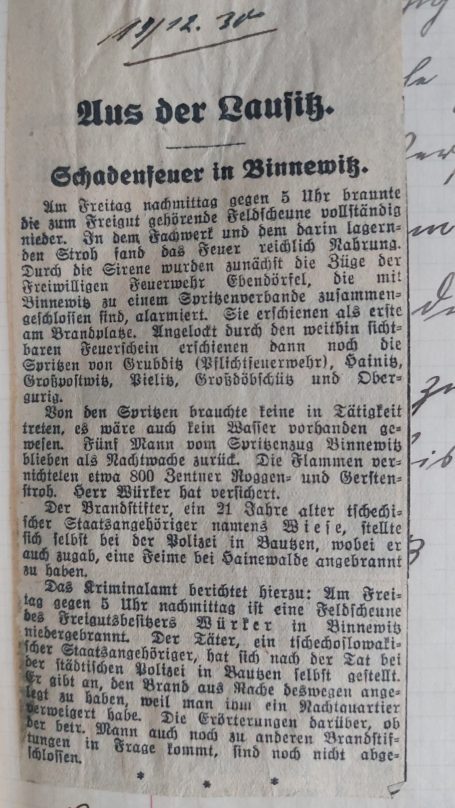 13/12. 30
Aus der Lausitz.
Schadenfeuer in Binnewitz.
Am Freitag nachmittag gegen 5 Uhr brannte
die zum Freigut gehörende Feldscheune vollständig
nieder. In dem Fachwerk und dem darin lagern-
den Stroh fand das Feuer reichlich Nahrung.
Durch die Sirene wurden zunächst die Züge der
Freiwilligen Feuerwehr Ebendörfel, die mit
Binnewitz zu einem Spritzenverbande zusammen-
geschlossen sind, alarmiert. Sie erschienen als erste
am Brandplatze. Angelockt durch den weithin sicht-
baren Feuerschein erschienen dann noch die
Spritzen von Grubditz (Pflichtfeuerwehr), Hainitz,
Großpostwitz, Pielitz, Großdöbschütz und Ober-
gurig.
Von den Spritzen brauchte keine in Tätigkeit
treten, es wäre auch kein Wasser vorhanden ge-
wesen. Fünf Mann vom Spritzenzug Binnewitz
blieben als Nachtwache zurück. Die Flammen ver-
nichteten etwa 800 Zentner Roggen- und Gersten-
stroh. Herr Würker hat versichert.
Der Brandstifter, ein 21 Jahre alter tschechi-
scher Staatsangehöriger namens Wiese, stellte
sich selbst bei der Polizei in Bautzen, wobei er
auch zugab, eine Feime bei Hainewalde angebrannt
zu haben.
Das Kriminalamt berichtet hierzu: Am Frei-
tag gegen 5 Uhr nachmittag ist eine Feldscheune
des Freigutsbesitzers Würker in Binnewitz
niedergebrannt. Der Täter, ein tschechoslowaki-
scher Staatsangehöriger, hat sich nach der Tat bei
der städtischen Polizei in Bautzen selbst gestellt.
Er gibt an, den Brand aus Rache deswegen ange-
legt zu haben, weil man ihm ein Nachtquartier
verweigert habe. Die Erörterungen darüber, ob
der betr. Mann auch noch zu anderen Brandstif-
tungen in Frage kommt, sind noch nicht abge-
schlossen.
* * *